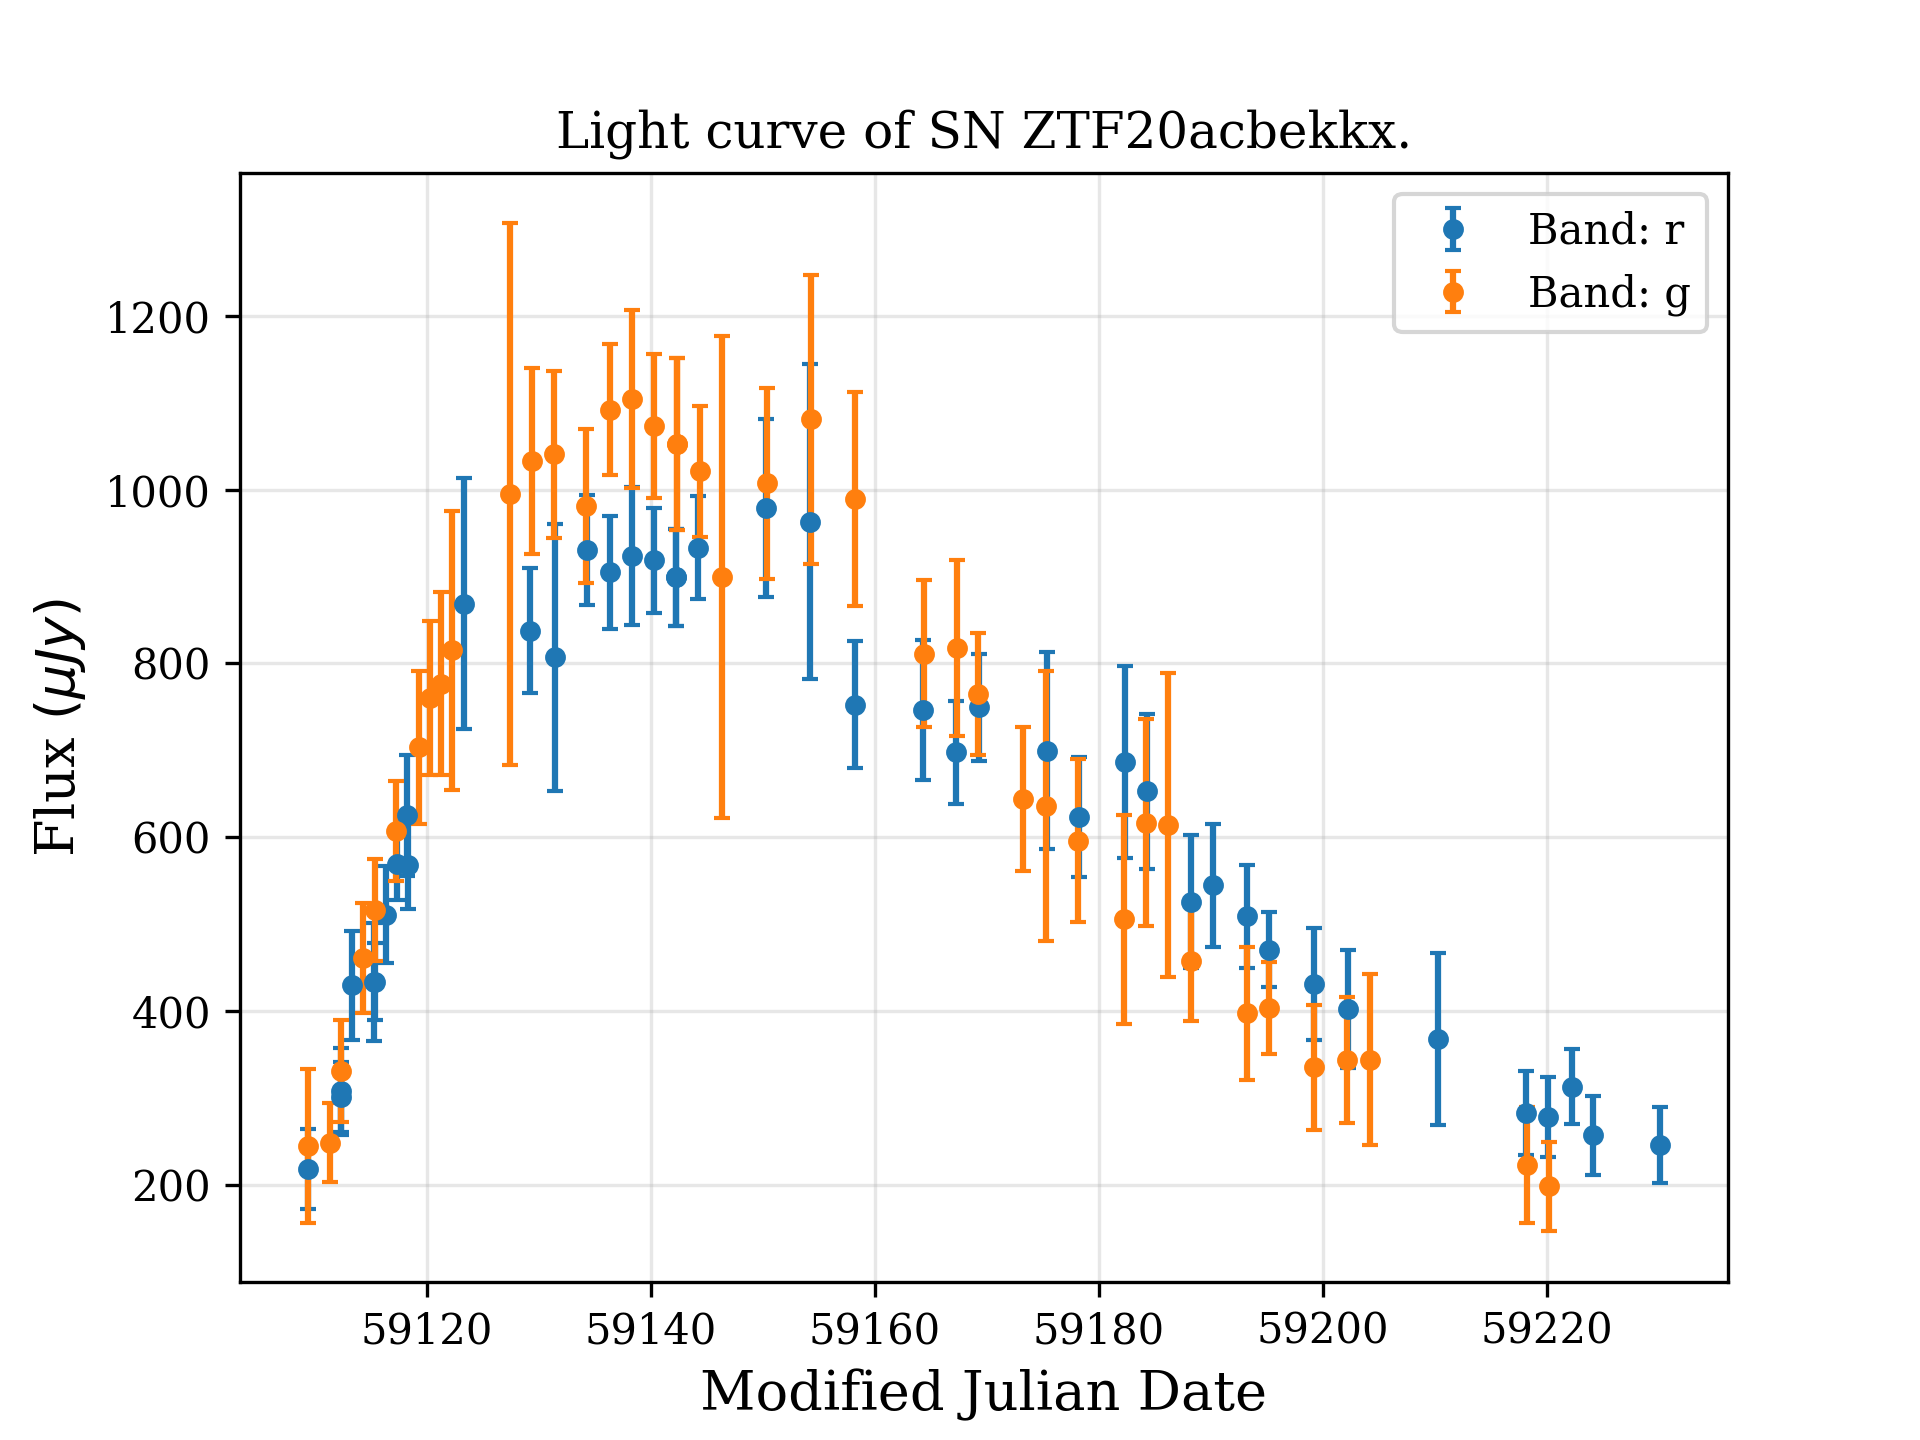 Light curve of SN ZTF20acbekkx.
Band: r
Band: g
Flux (μJy)
1200
1000
800
600
400
200
59120 59140 59160 59180 59200 59220
Modified Julian Date